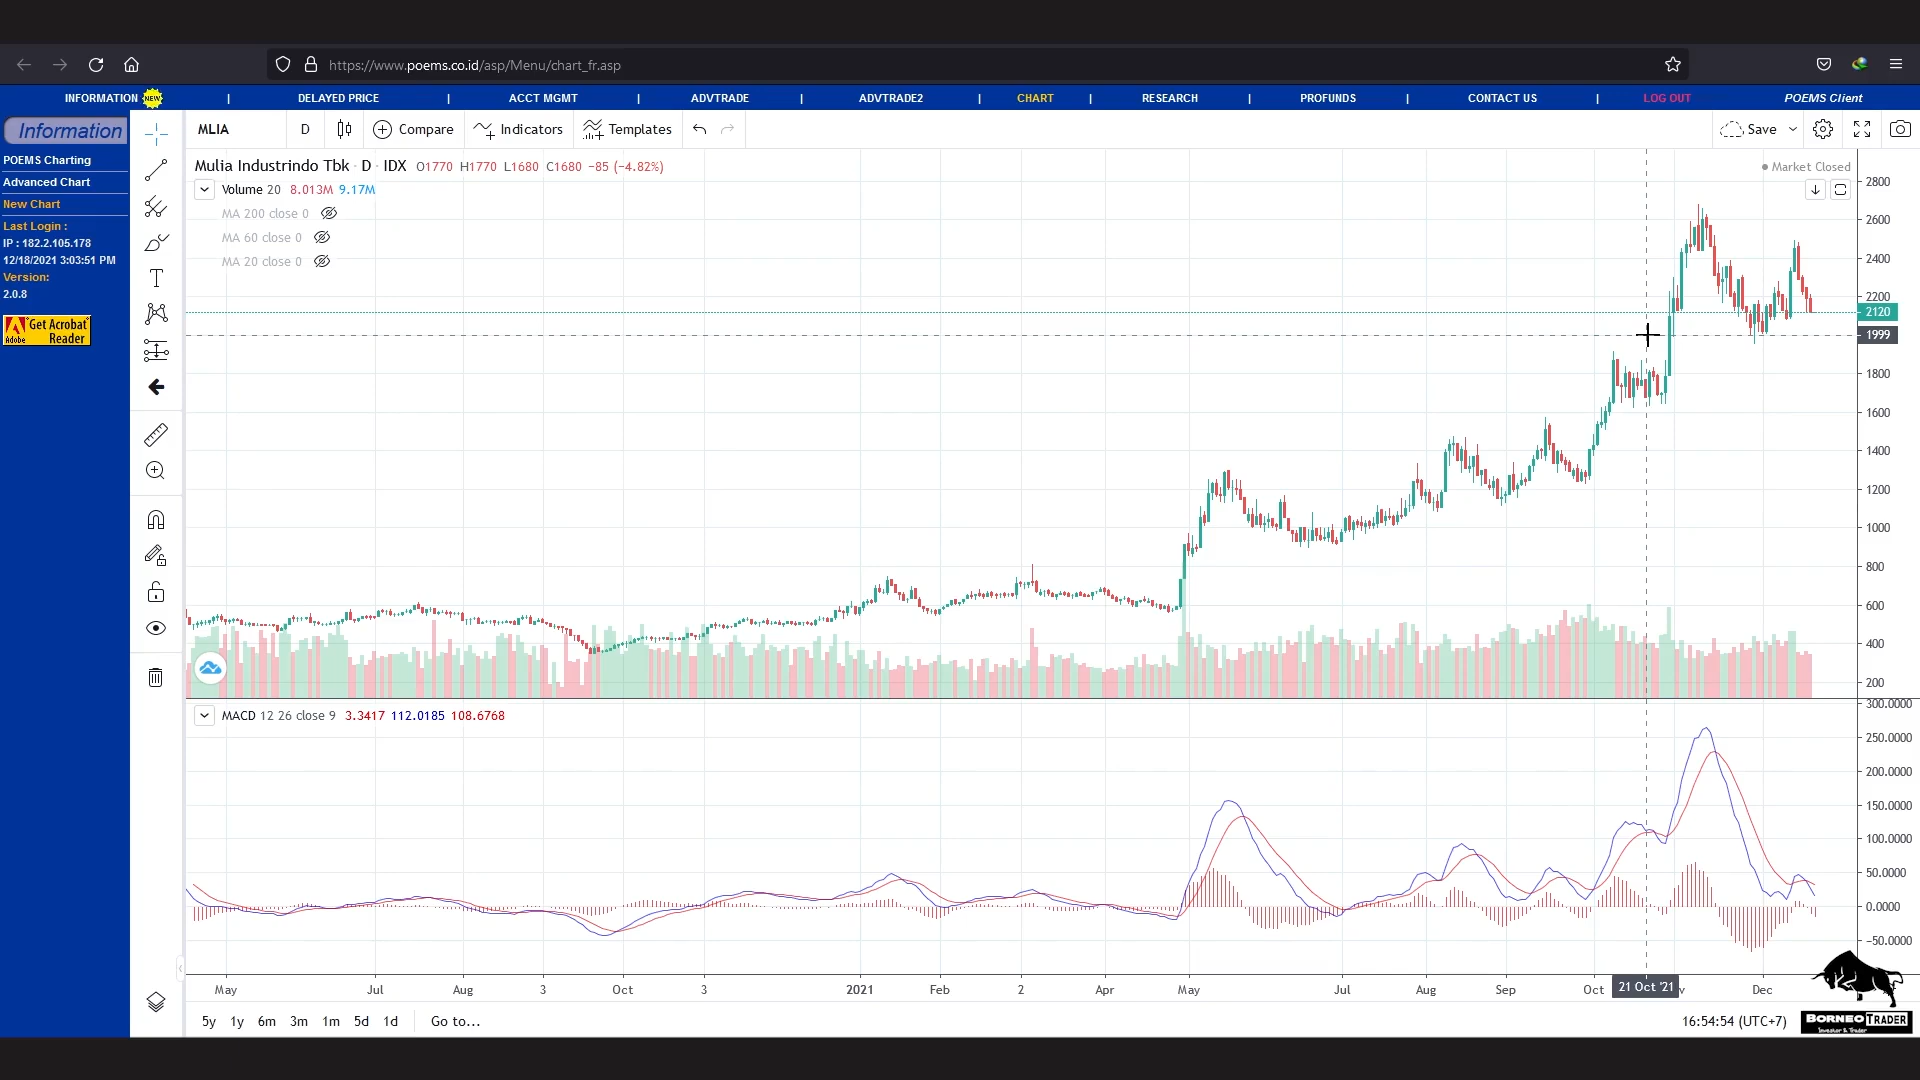 https://www.poems.co.id/asp/Menu/chart_fr.asp
INFORMATION NEW | DELAYED PRICE | ACCT MGMT | ADVTRADE | ADVTRADE2 | CHART | RESEARCH | PROFUNDS | CONTACT US | LOG OUT POEMS Client
Information
POEMS Charting
Advanced Chart
New Chart
Last Login :
IP : 182.2.105.178
12/18/2021 3:03:51 PM
Version:
2.0.8
Get Acrobat
Adobe Reader
MLIA D Compare Indicators Templates Save
Mulia Industrindo Tbk · D · IDX O1770 H1770 L1680 C1680 −85 (−4.82%)
Market Closed
Volume 20 8.013M 9.17M
MA 200 close 0
MA 60 close 0
MA 20 close 0
2800
2600
2400
2200
2120
1999
1800
1600
1400
1200
1000
800
600
400
200
MACD 12 26 close 9 3.3417 112.0185 108.6768
300.0000
250.0000
200.0000
150.0000
100.0000
50.0000
0.0000
−50.0000
May Jul Aug 3 Oct 3 2021 Feb 2 Apr May Jul Aug Sep Oct 21 Oct '21 v Dec
5y 1y 6m 3m 1m 5d 1d Go to... 16:54:54 (UTC+7)
BORNEO TRADER
Investor & Trader